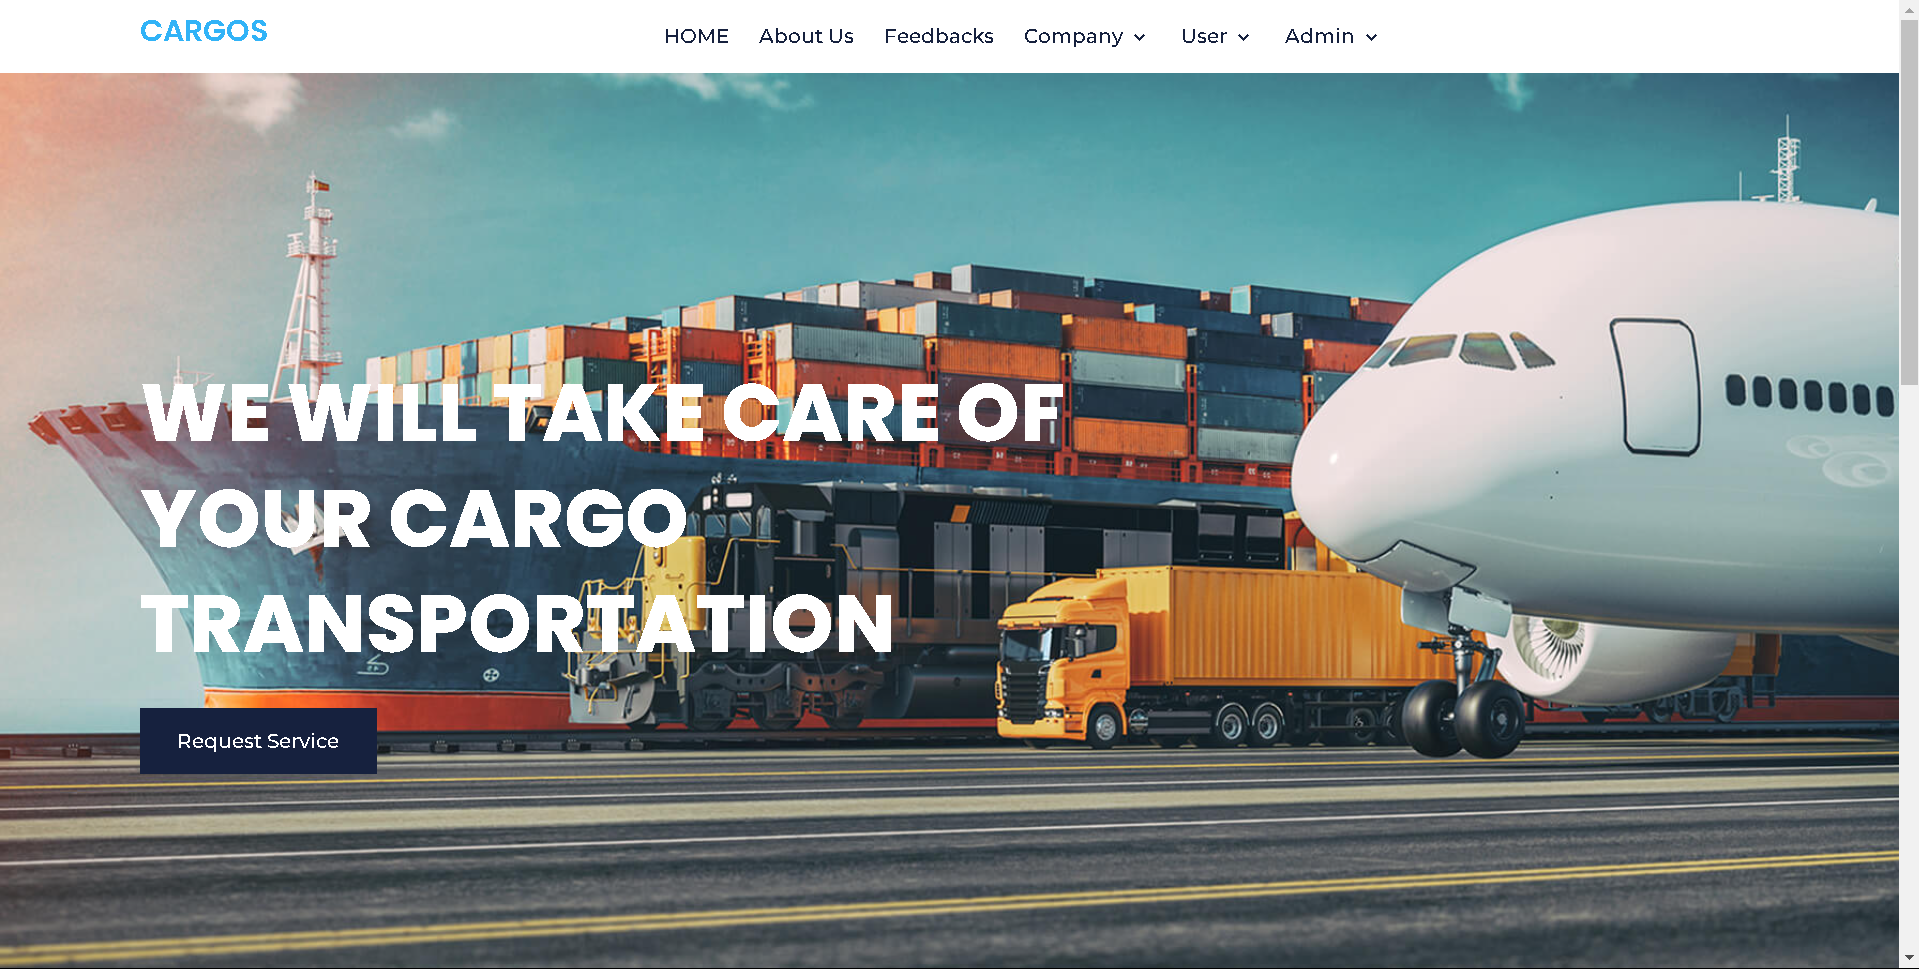 CARGOS
HOME About Us Feedbacks Company User Admin
WE WILL TAKE CARE OF
YOUR CARGO
TRANSPORTATION
Request Service